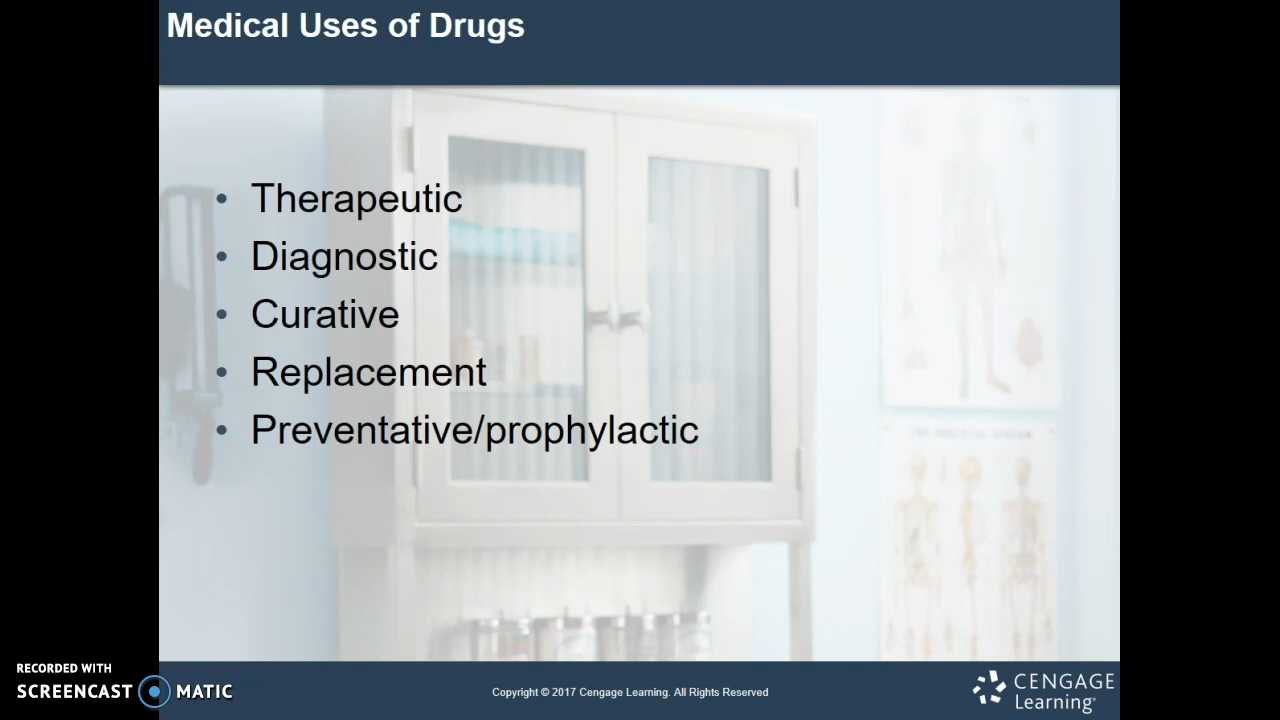 Medical Uses of Drugs
• Therapeutic
• Diagnostic
• Curative
• Replacement
• Preventative/prophylactic
RECORDED WITH
SCREENCAST MATIC
Copyright © 2017 Cengage Learning. All Rights Reserved
CENGAGE
Learning